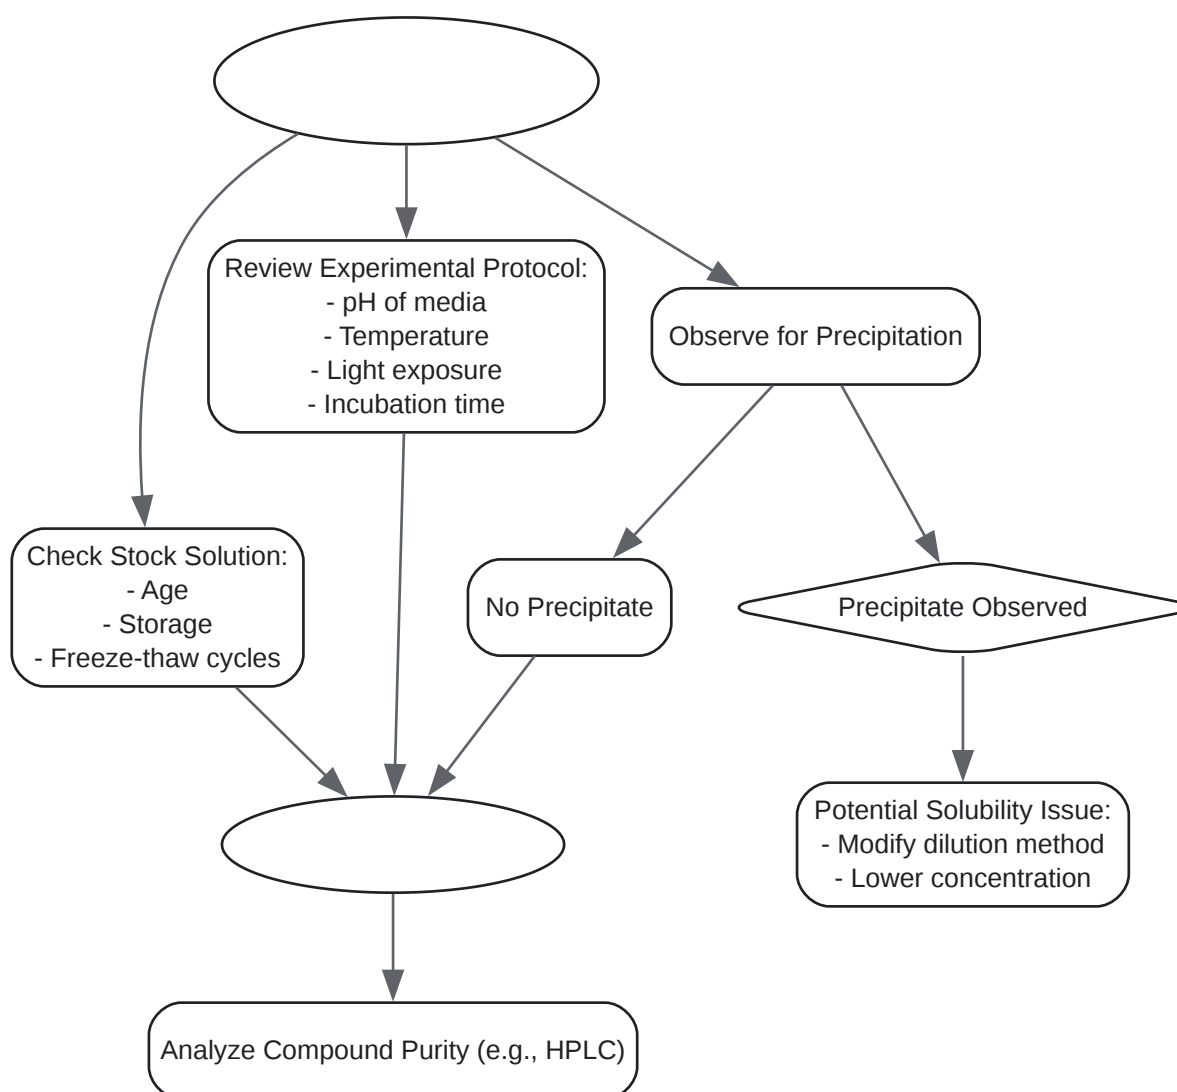 Review Experimental Protocol:
- pH of media
- Temperature
- Light exposure
- Incubation time
Observe for Precipitation
Check Stock Solution:
- Age
- Storage
- Freeze-thaw cycles
No Precipitate
Precipitate Observed
Potential Solubility Issue:
- Modify dilution method
- Lower concentration
Analyze Compound Purity (e.g., HPLC)